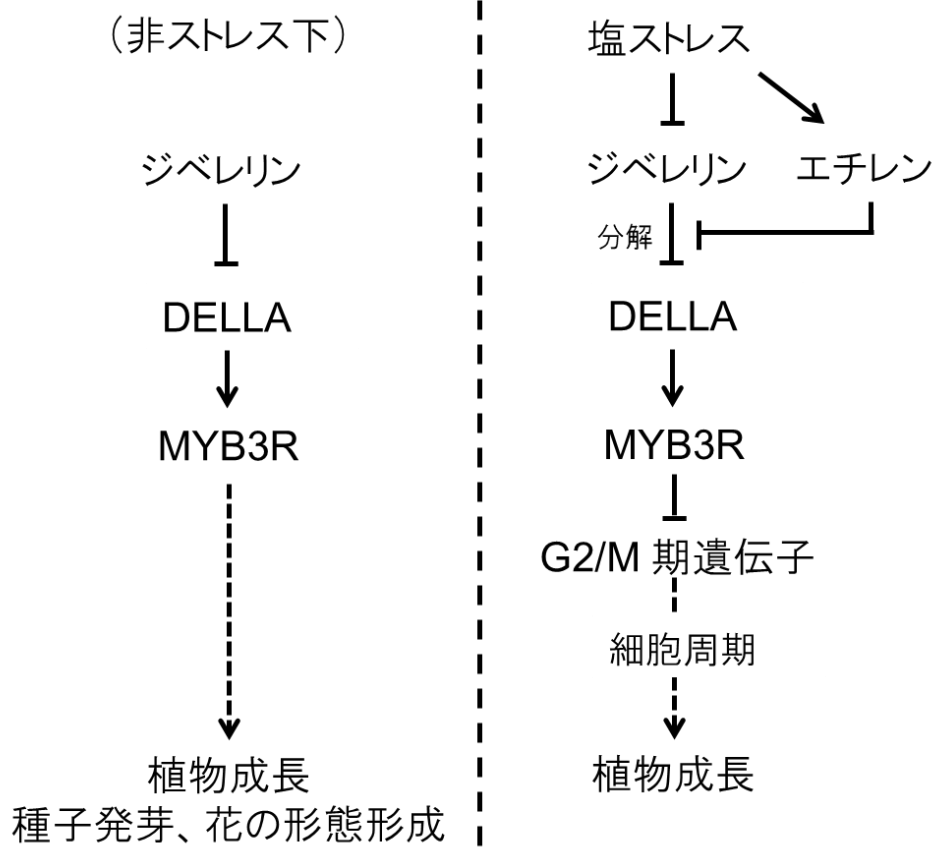 （非ストレス下）
ジベレリン
DELLA
MYB3R
植物成長
種子発芽、花の形態形成
塩ストレス
ジベレリン エチレン
分解
DELLA
MYB3R
G2/M 期遺伝子
細胞周期
植物成長